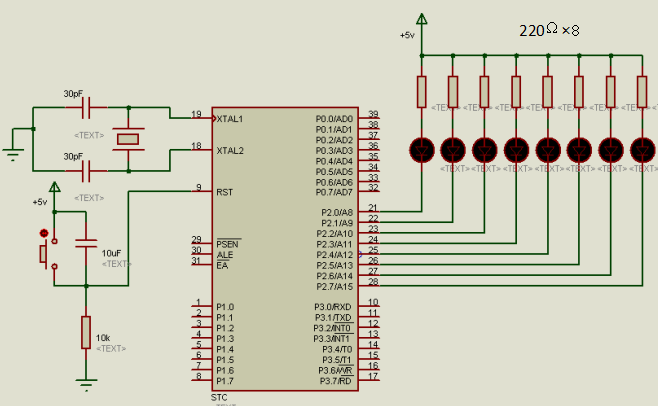 220Ω×8
+5v
30pF
<TEXT>
30pF
<TEXT>
+5v
10uF
<TEXT>
10k
<TEXT>
19 XTAL1
18 XTAL2
9 RST
29 PSEN
30 ALE
31 EA
1 P1.0
2 P1.1
3 P1.2
4 P1.3
5 P1.4
6 P1.5
7 P1.6
8 P1.7
P0.0/AD0 39
P0.1/AD1 38
P0.2/AD2 37
P0.3/AD3 36
P0.4/AD4 35
P0.5/AD5 34
P0.6/AD6 33
P0.7/AD7 32
P2.0/A8 21
P2.1/A9 22
P2.2/A10 23
P2.3/A11 24
P2.4/A12 25
P2.5/A13 26
P2.6/A14 27
P2.7/A15 28
P3.0/RXD 10
P3.1/TXD 11
P3.2/INT0 12
P3.3/INT1 13
P3.4/T0 14
P3.5/T1 15
P3.6/WR 16
P3.7/RD 17
STC